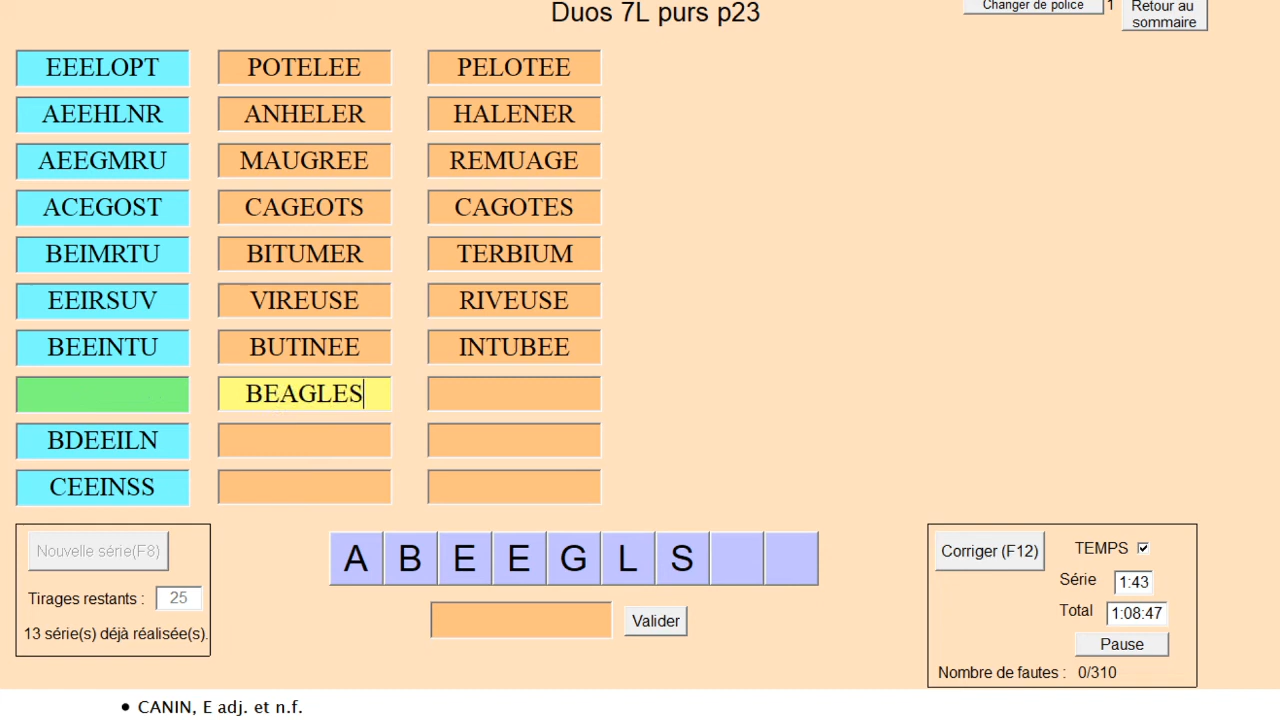 Duos 7L purs p23
Changer de police 1 Retour au sommaire
EEELOPT POTELEE PELOTEE
AEEHLNR ANHELER HALENER
AEEGMRU MAUGREE REMUAGE
ACEGOST CAGEOTS CAGOTES
BEIMRTU BITUMER TERBIUM
EEIRSUV VIREUSE RIVEUSE
BEEINTU BUTINEE INTUBEE
BEAGLES
BDEEILN
CEEINSS
Nouvelle série(F8)
Tirages restants : 25
13 série(s) déjà réalisée(s).
A B E E G L S
Valider
Corriger (F12) TEMPS
Série 1:43
Total 1:08:47
Pause
Nombre de fautes : 0/310
• CANIN, E adj. et n.f.